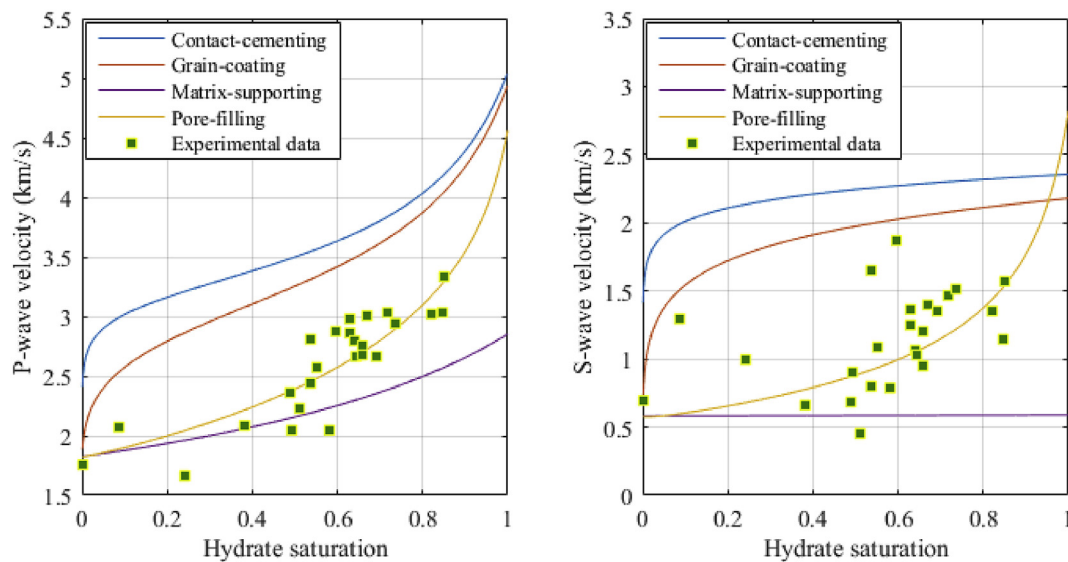 5.5
5
4.5
4
3.5
3
2.5
2
1.5
P-wave velocity (km/s)
Contact-cementing
Grain-coating
Matrix-supporting
Pore-filling
Experimental data
0
0.2
0.4
0.6
0.8
1
Hydrate saturation
3.5
3
2.5
2
1.5
1
0.5
0
S-wave velocity (km/s)
Contact-cementing
Grain-coating
Matrix-supporting
Pore-filling
Experimental data
0
0.2
0.4
0.6
0.8
1
Hydrate saturation